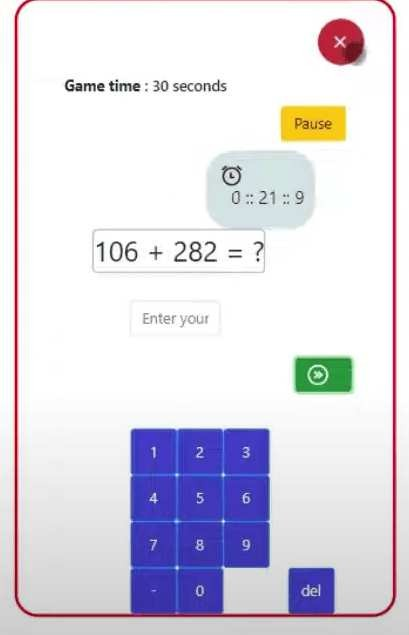 ×
Game time : 30 seconds
Pause
0 :: 21 :: 9
106 + 282 = ?
Enter your
1 2 3
4 5 6
7 8 9
- 0 del